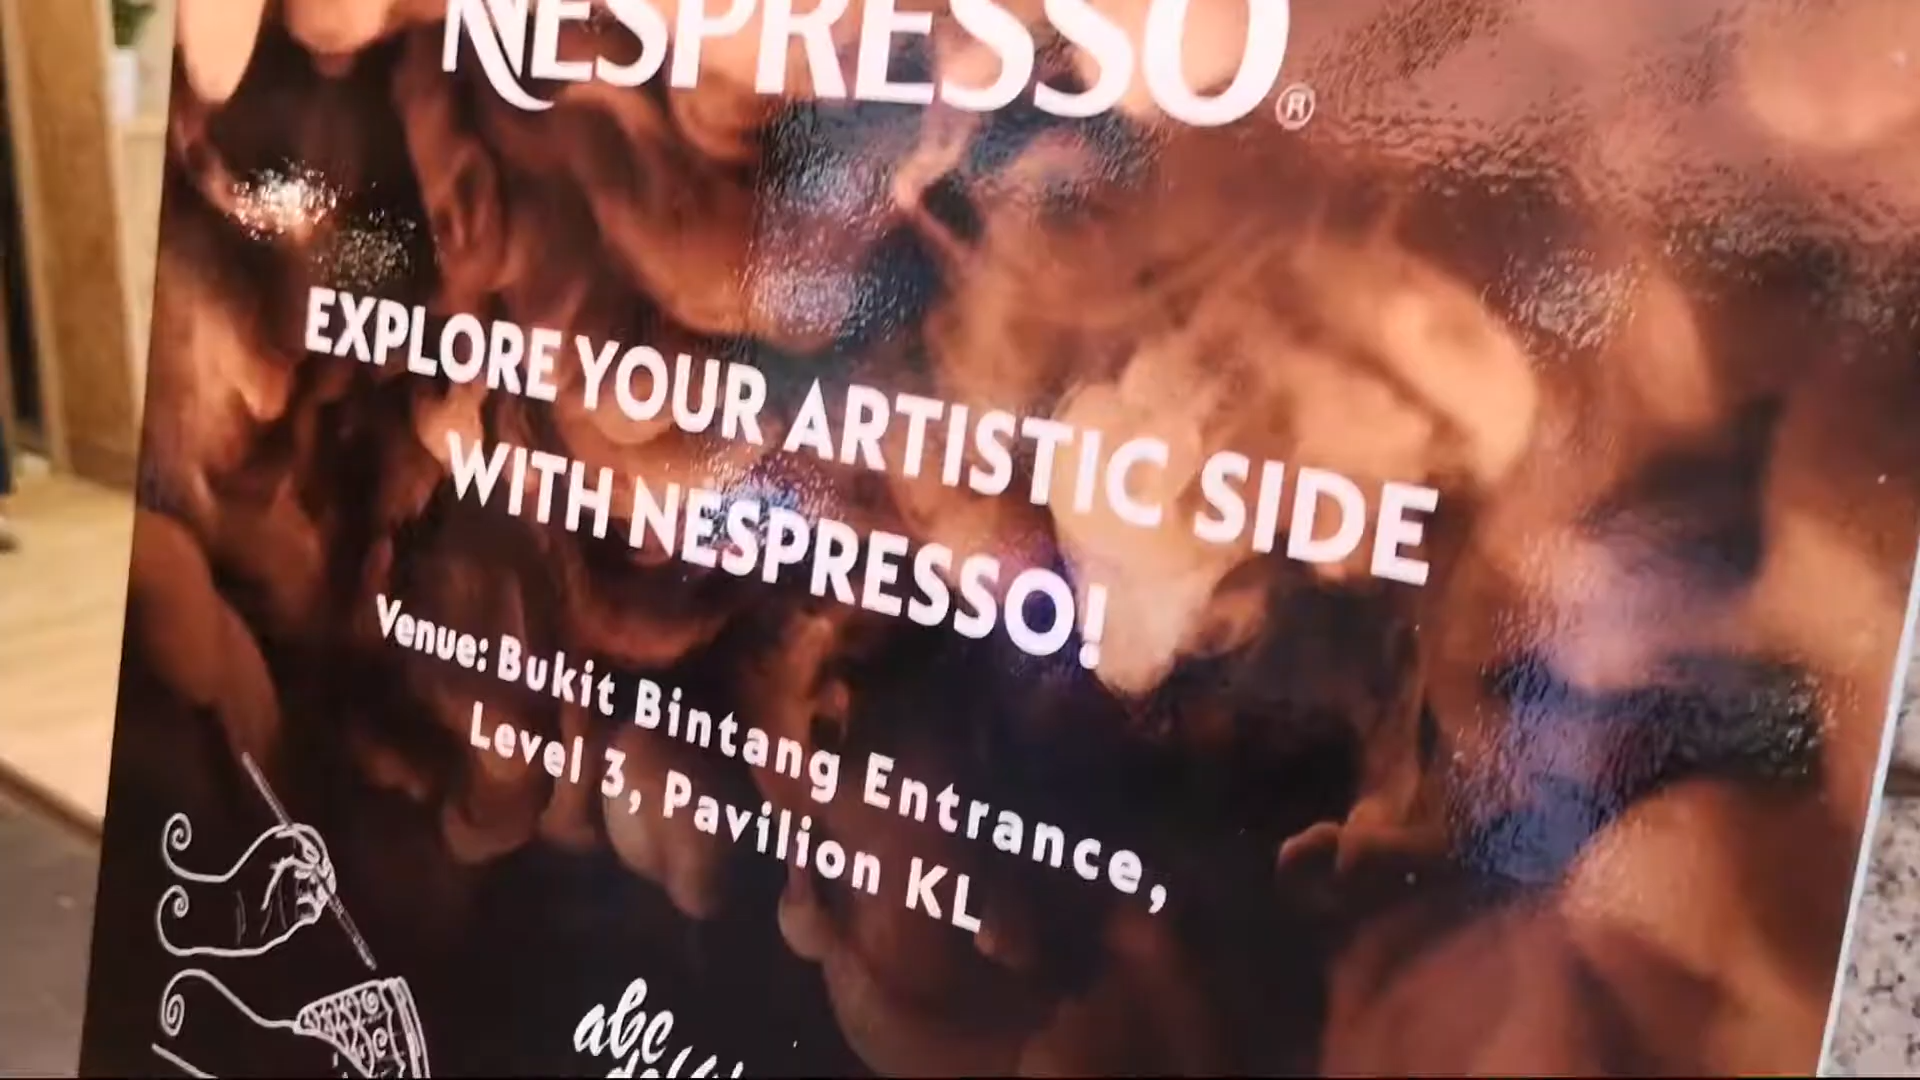 NESPRESSO®
EXPLORE YOUR ARTISTIC SIDE
WITH NESPRESSO!
Venue: Bukit Bintang Entrance,
Level 3, Pavilion KL
abc